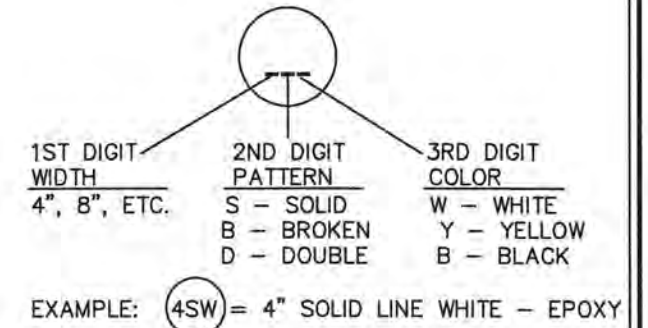 1ST DIGIT 2ND DIGIT 3RD DIGIT
WIDTH PATTERN COLOR
4", 8", ETC. S – SOLID W – WHITE
B – BROKEN Y – YELLOW
D – DOUBLE B – BLACK
EXAMPLE: 4SW = 4" SOLID LINE WHITE – EPOXY